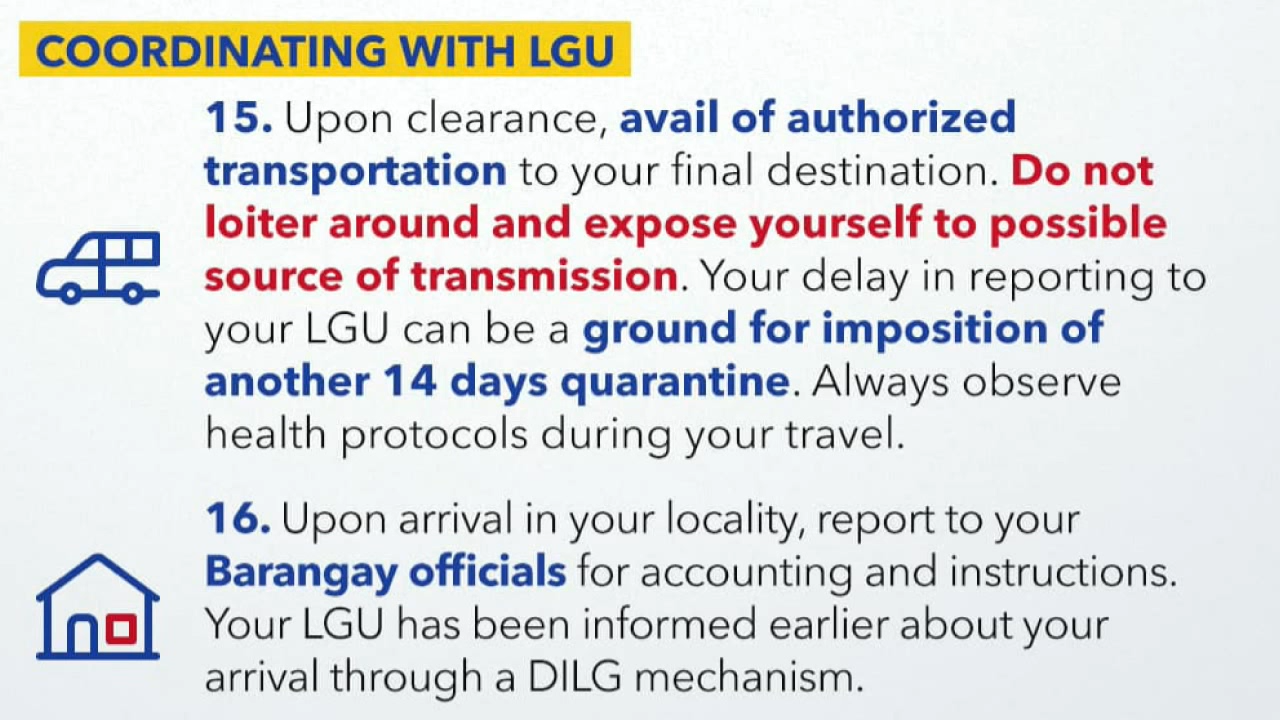 COORDINATING WITH LGU
15. Upon clearance, avail of authorized
transportation to your final destination. Do not
loiter around and expose yourself to possible
source of transmission. Your delay in reporting to
your LGU can be a ground for imposition of
another 14 days quarantine. Always observe
health protocols during your travel.
16. Upon arrival in your locality, report to your
Barangay officials for accounting and instructions.
Your LGU has been informed earlier about your
arrival through a DILG mechanism.